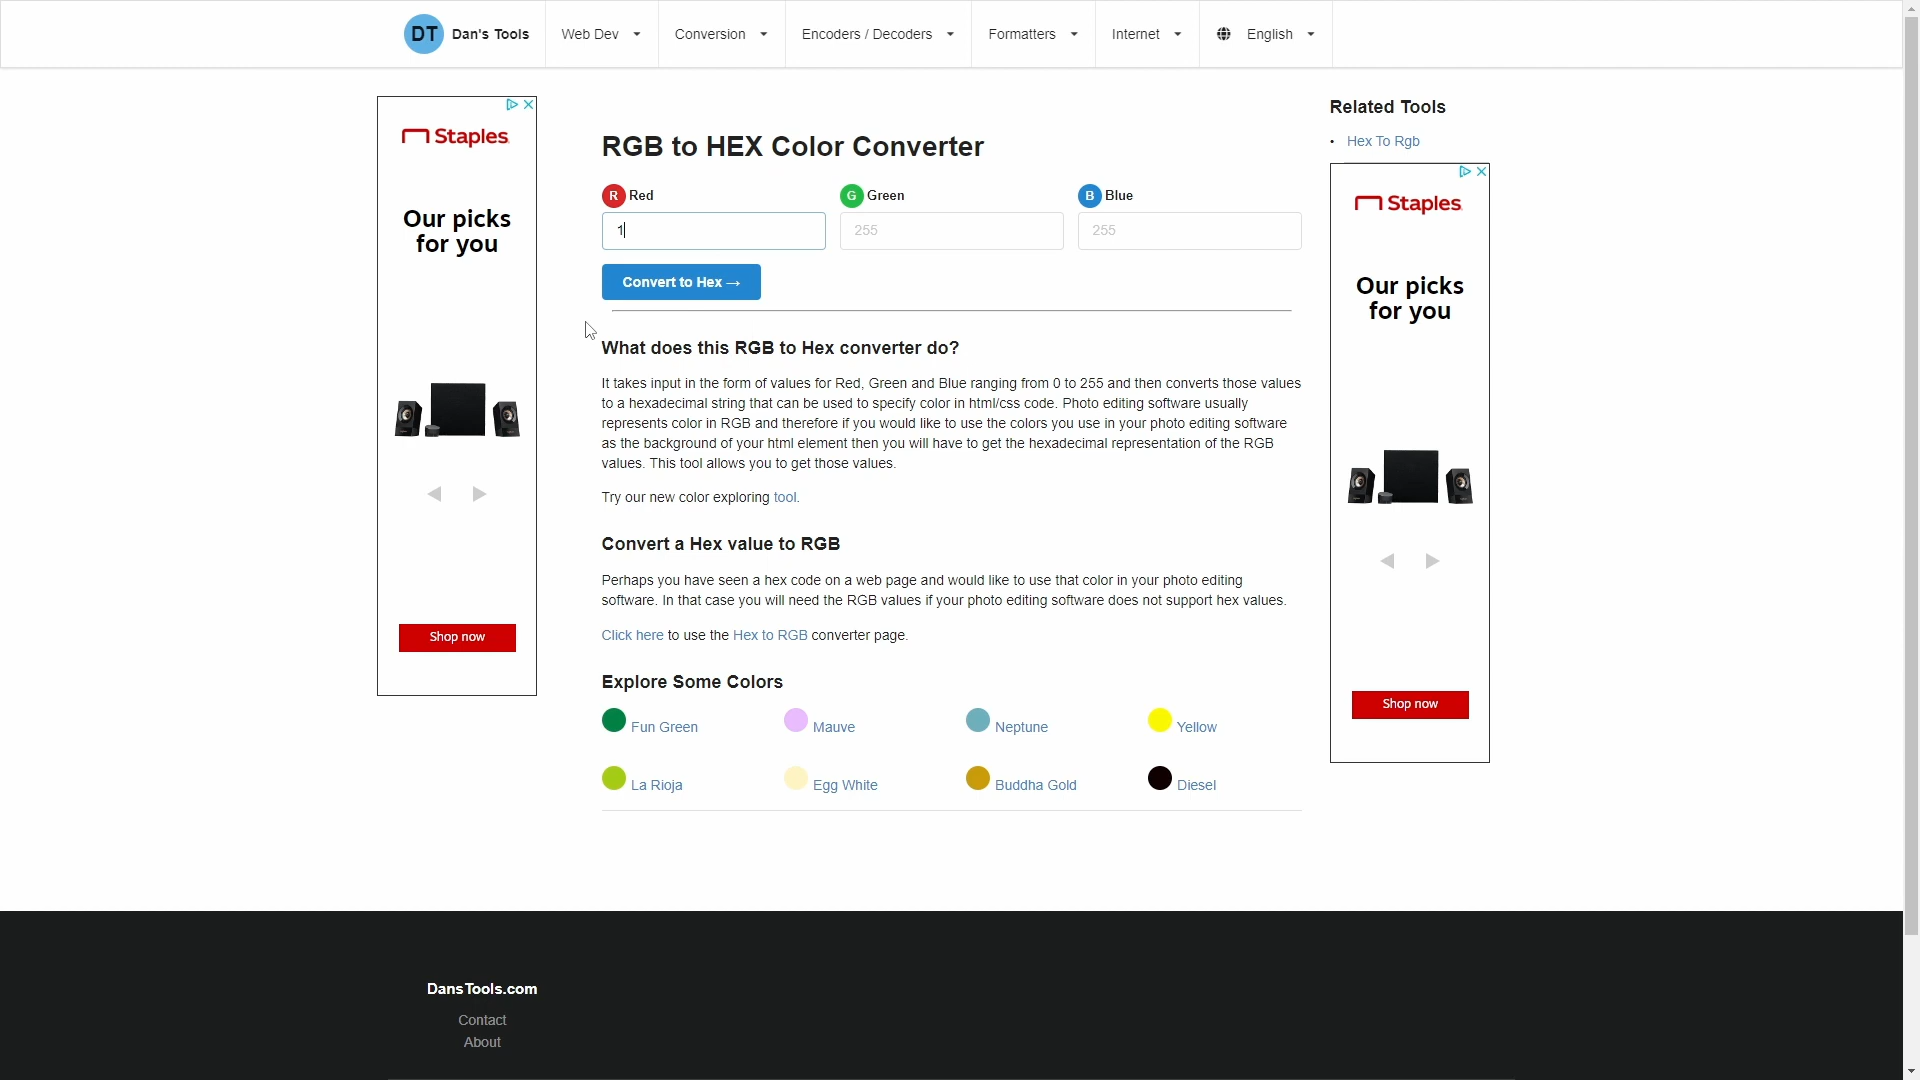 DT Dan's Tools Web Dev Conversion Encoders / Decoders Formatters Internet English
Staples
Our picks
for you
Shop now
RGB to HEX Color Converter
R Red G Green B Blue
1 255 255
Convert to Hex →
What does this RGB to Hex converter do?
It takes input in the form of values for Red, Green and Blue ranging from 0 to 255 and then converts those values
to a hexadecimal string that can be used to specify color in html/css code. Photo editing software usually
represents color in RGB and therefore if you would like to use the colors you use in your photo editing software
as the background of your html element then you will have to get the hexadecimal representation of the RGB
values. This tool allows you to get those values.
Try our new color exploring tool.
Convert a Hex value to RGB
Perhaps you have seen a hex code on a web page and would like to use that color in your photo editing
software. In that case you will need the RGB values if your photo editing software does not support hex values.
Click here to use the Hex to RGB converter page.
Explore Some Colors
Fun Green Mauve Neptune Yellow
La Rioja Egg White Buddha Gold Diesel
Related Tools
• Hex To Rgb
Staples
Our picks
for you
Shop now
DansTools.com
Contact
About